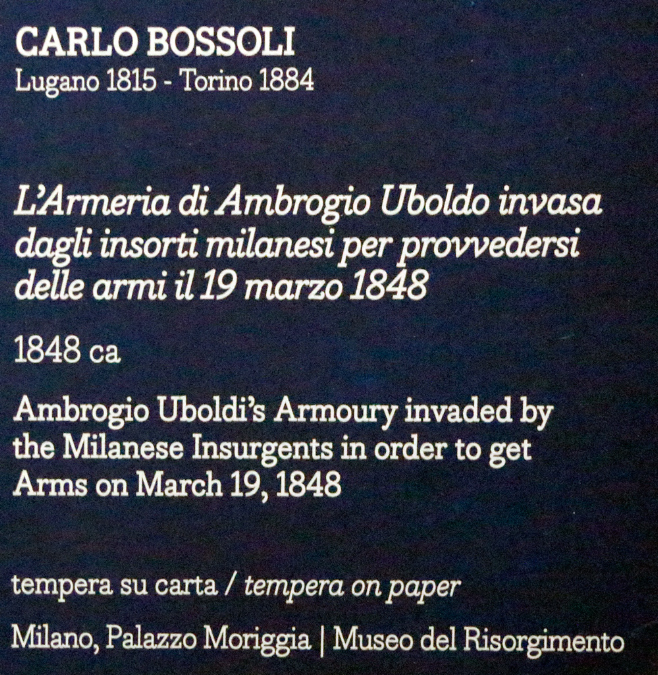 CARLO BOSSOLI
Lugano 1815 - Torino 1884
L'Armeria di Ambrogio Uboldo invasa
dagli insorti milanesi per provvedersi
delle armi il 19 marzo 1848
1848 ca
Ambrogio Uboldi's Armoury invaded by
the Milanese Insurgents in order to get
Arms on March 19, 1848
tempera su carta / tempera on paper
Milano, Palazzo Moriggia | Museo del Risorgimento